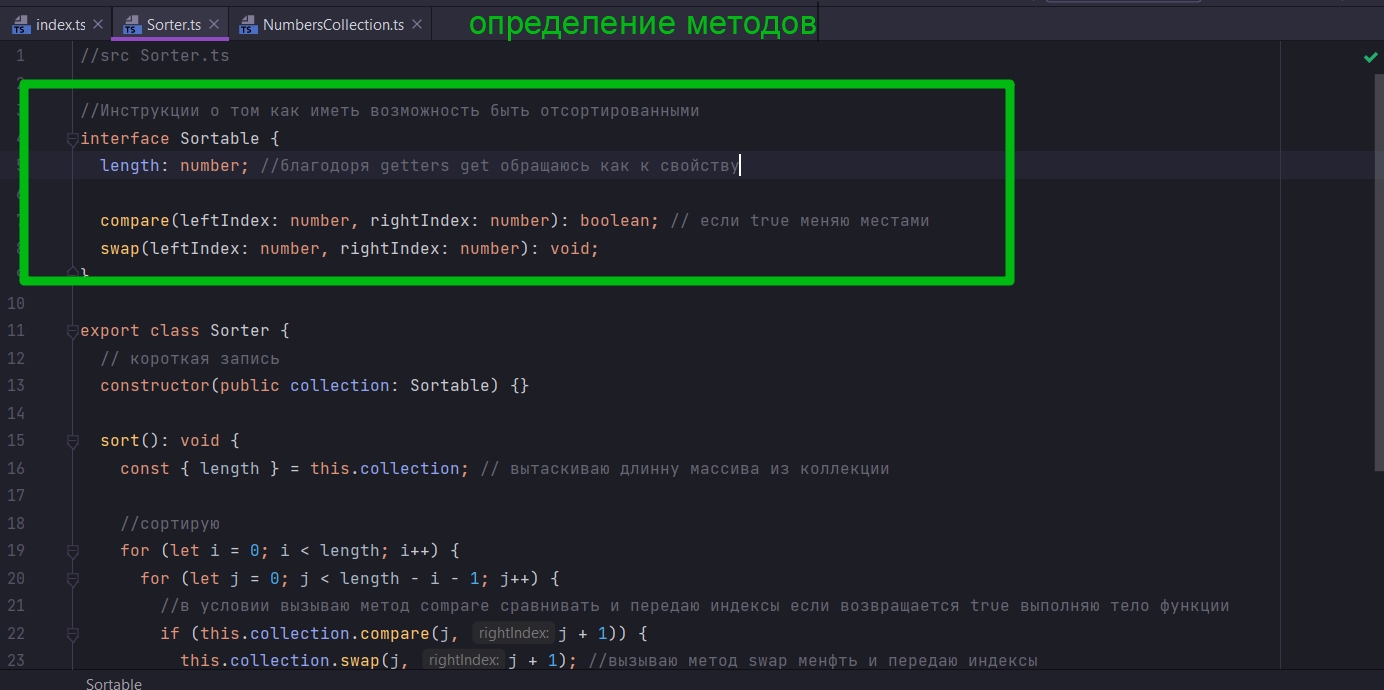 index.ts Sorter.ts NumbersCollection.ts определение методов
1 //src Sorter.ts
2
3 //Инструкции о том как иметь возможность быть отсортированными
4 interface Sortable {
5 length: number; //благодоря getters get обращаюсь как к свойству
6
7 compare(leftIndex: number, rightIndex: number): boolean; // если true меняю местами
8 swap(leftIndex: number, rightIndex: number): void;
9 }
10
11 export class Sorter {
12 // короткая запись
13 constructor(public collection: Sortable) {}
14
15 sort(): void {
16 const { length } = this.collection; // вытаскиваю длинну массива из коллекции
17
18 //сортирую
19 for (let i = 0; i < length; i++) {
20 for (let j = 0; j < length - i - 1; j++) {
21 //в условии вызываю метод compare сравнивать и передаю индексы если возвращается true выполняю тело функции
22 if (this.collection.compare(j, rightIndex: j + 1)) {
23 this.collection.swap(j, rightIndex: j + 1); //вызываю метод swap менфть и передаю индексы
Sortable